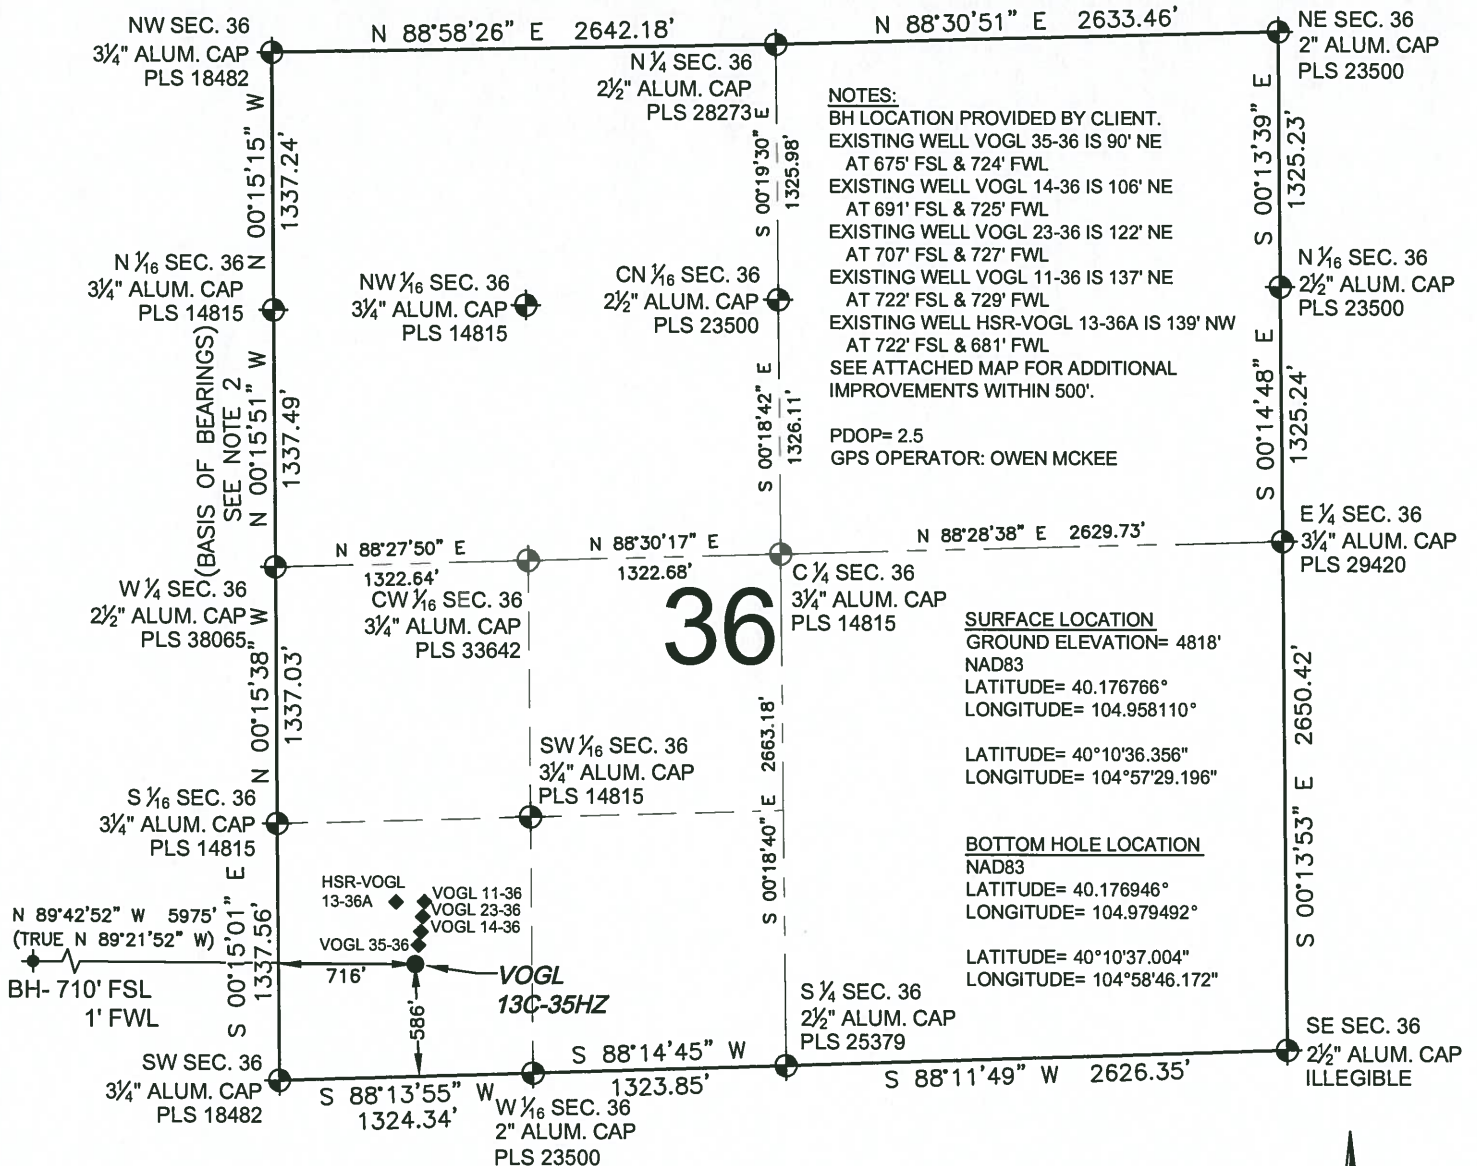 NW SEC. 36
3¼" ALUM. CAP
PLS 18482
N 88°58'26" E 2642.18'
N ¼ SEC. 36
2½" ALUM. CAP
PLS 28273
N 88°30'51" E 2633.46'
NE SEC. 36
2" ALUM. CAP
PLS 23500
N 00°15'15" W
1337.24'
S 00°19'30" E
1325.98'
NOTES:
BH LOCATION PROVIDED BY CLIENT.
EXISTING WELL VOGL 35-36 IS 90' NE
AT 675' FSL & 724' FWL
EXISTING WELL VOGL 14-36 IS 106' NE
AT 691' FSL & 725' FWL
EXISTING WELL VOGL 23-36 IS 122' NE
AT 707' FSL & 727' FWL
EXISTING WELL VOGL 11-36 IS 137' NE
AT 722' FSL & 729' FWL
EXISTING WELL HSR-VOGL 13-36A IS 139' NW
AT 722' FSL & 681' FWL
SEE ATTACHED MAP FOR ADDITIONAL
IMPROVEMENTS WITHIN 500'.
PDOP= 2.5
GPS OPERATOR: OWEN MCKEE
S 00°13'39" E
1325.23'
N 1⁄16 SEC. 36
3¼" ALUM. CAP
PLS 14815
NW 1⁄16 SEC. 36
3¼" ALUM. CAP
PLS 14815
CN 1⁄16 SEC. 36
2½" ALUM. CAP
PLS 23500
N 1⁄16 SEC. 36
2½" ALUM. CAP
PLS 23500
(BASIS OF BEARINGS)
SEE NOTE 2
N 00°15'51" W
1337.49'
S 00°18'42" E
1326.11'
S 00°14'48" E
1325.24'
N 88°27'50" E
1322.64'
N 88°30'17" E
1322.68'
N 88°28'38" E 2629.73'
E ¼ SEC. 36
3¼" ALUM. CAP
PLS 29420
W ¼ SEC. 36
2½" ALUM. CAP
PLS 38065
CW 1⁄16 SEC. 36
3¼" ALUM. CAP
PLS 33642
36
C ¼ SEC. 36
3¼" ALUM. CAP
PLS 14815
N 00°15'38" W
1337.03'
S 00°18'40" E 2663.18'
SURFACE LOCATION
GROUND ELEVATION= 4818'
NAD83
LATITUDE= 40.176766°
LONGITUDE= 104.958110°
LATITUDE= 40°10'36.356"
LONGITUDE= 104°57'29.196"
S 00°13'53" E 2650.42'
SW 1⁄16 SEC. 36
3¼" ALUM. CAP
PLS 14815
S 1⁄16 SEC. 36
3¼" ALUM. CAP
PLS 14815
BOTTOM HOLE LOCATION
NAD83
LATITUDE= 40.176946°
LONGITUDE= 104.979492°
LATITUDE= 40°10'37.004"
LONGITUDE= 104°58'46.172"
HSR-VOGL
13-36A
VOGL 11-36
VOGL 23-36
VOGL 14-36
VOGL 35-36
N 89°42'52" W 5975'
(TRUE N 89°21'52" W)
BH- 710' FSL
1' FWL
S 00°15'01" E
1337.56'
716'
586'
VOGL
13C-35HZ
S ¼ SEC. 36
2½" ALUM. CAP
PLS 25379
SW SEC. 36
3¼" ALUM. CAP
PLS 18482
S 88°13'55" W
1324.34'
W 1⁄16 SEC. 36
2" ALUM. CAP
PLS 23500
S 88°14'45" W
1323.85'
S 88°11'49" W 2626.35'
SE SEC. 36
2½" ALUM. CAP
ILLEGIBLE